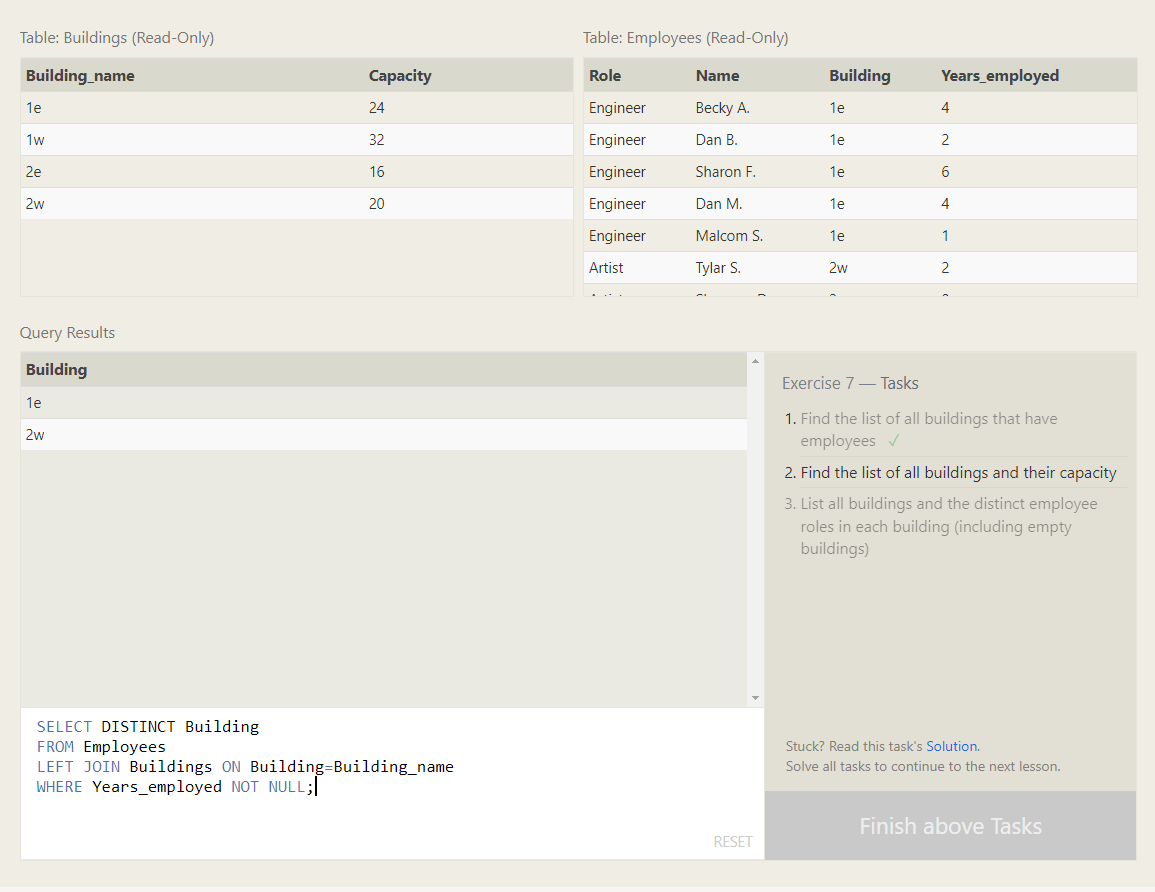 Table: Buildings (Read-Only)
Building_name Capacity
1e 24
1w 32
2e 16
2w 20
Table: Employees (Read-Only)
Role Name Building Years_employed
Engineer Becky A. 1e 4
Engineer Dan B. 1e 2
Engineer Sharon F. 1e 6
Engineer Dan M. 1e 4
Engineer Malcom S. 1e 1
Artist Tylar S. 2w 2
Query Results
Building
1e
2w
SELECT DISTINCT Building
FROM Employees
LEFT JOIN Buildings ON Building=Building_name
WHERE Years_employed NOT NULL;
RESET
Exercise 7 — Tasks
1. Find the list of all buildings that have
employees ✓
2. Find the list of all buildings and their capacity
3. List all buildings and the distinct employee
roles in each building (including empty
buildings)
Stuck? Read this task's Solution.
Solve all tasks to continue to the next lesson.
Finish above Tasks